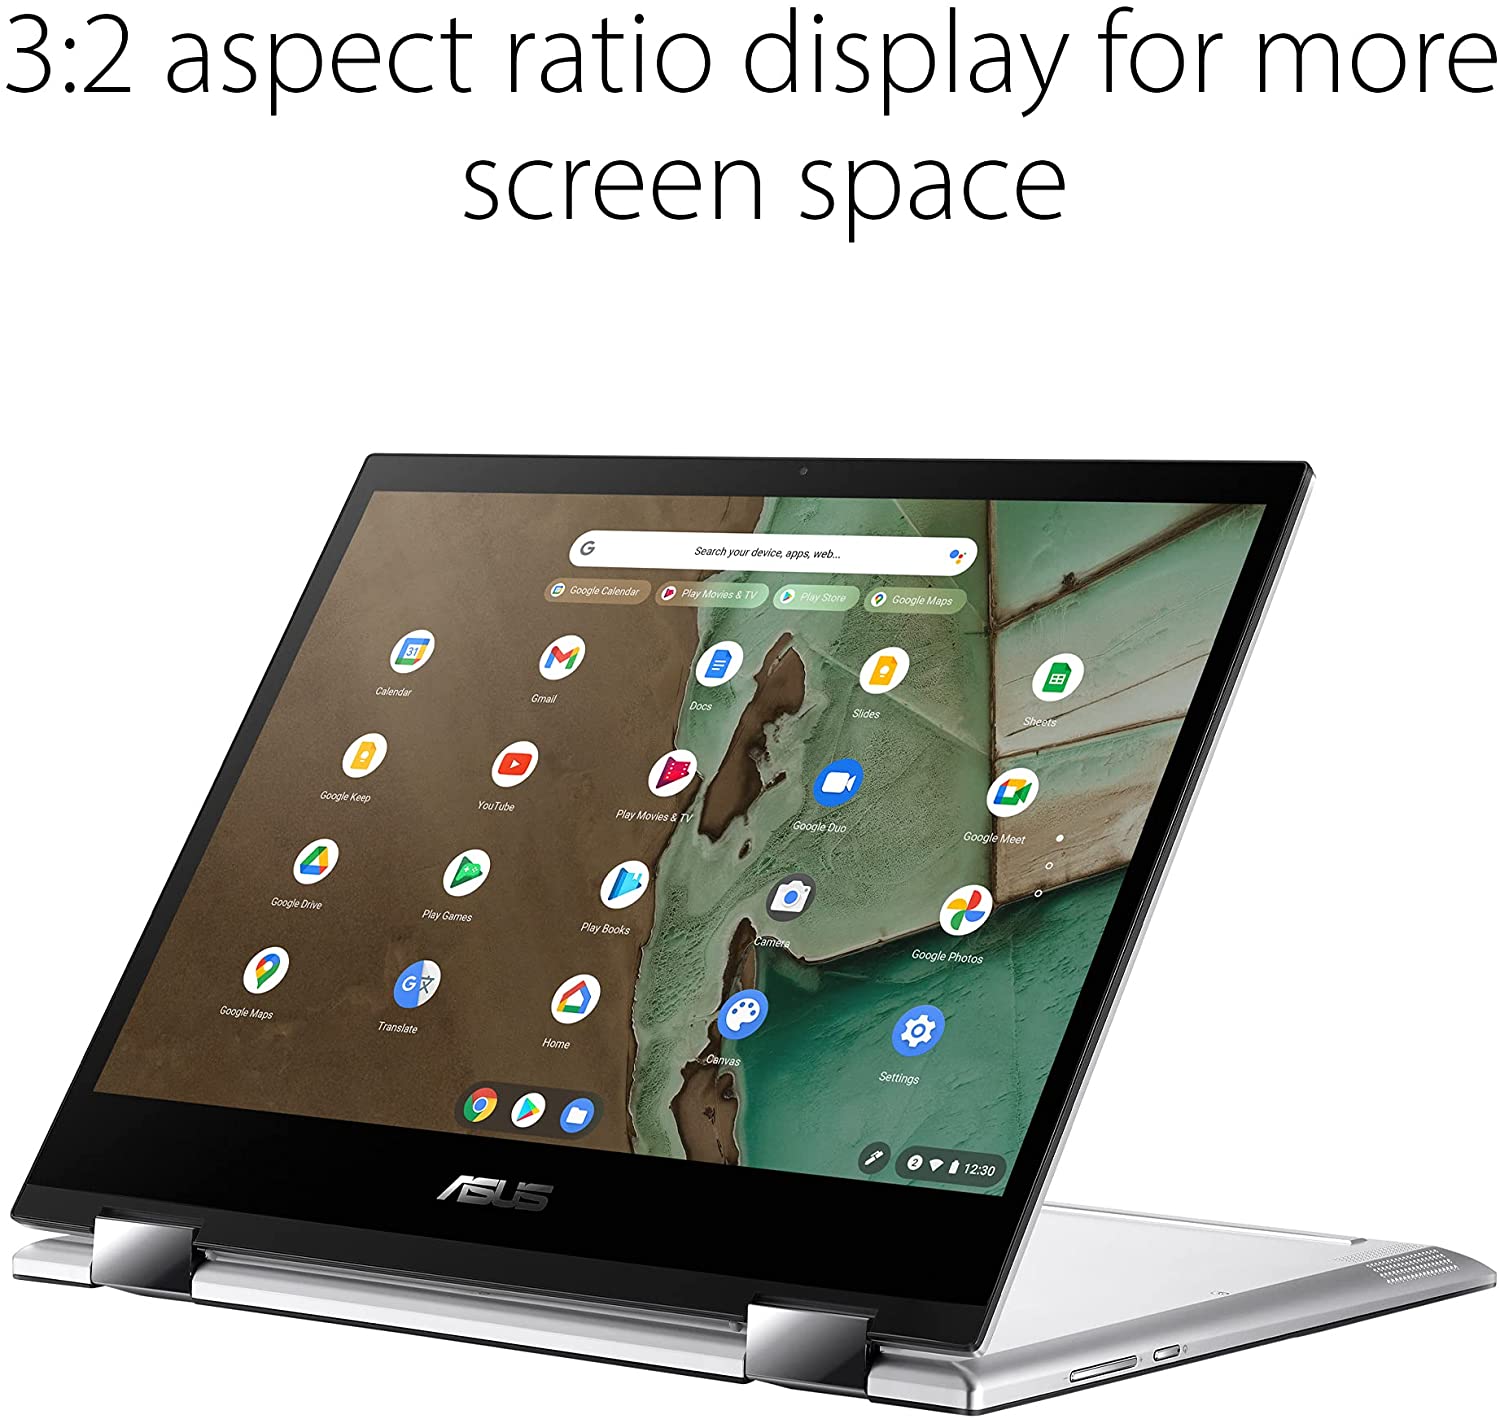 3:2 aspect ratio display for more
screen space
Search your device, apps, web...
Google Calendar Play Movies & TV Play Store Google Maps
31
Calendar Gmail Docs Slides Sheets
Google Keep YouTube Play Movies & TV Google Duo Google Meet
Google Drive Play Games Play Books Camera Google Photos
Google Maps Translate Home Canvas Settings
2 12:30
ASUS